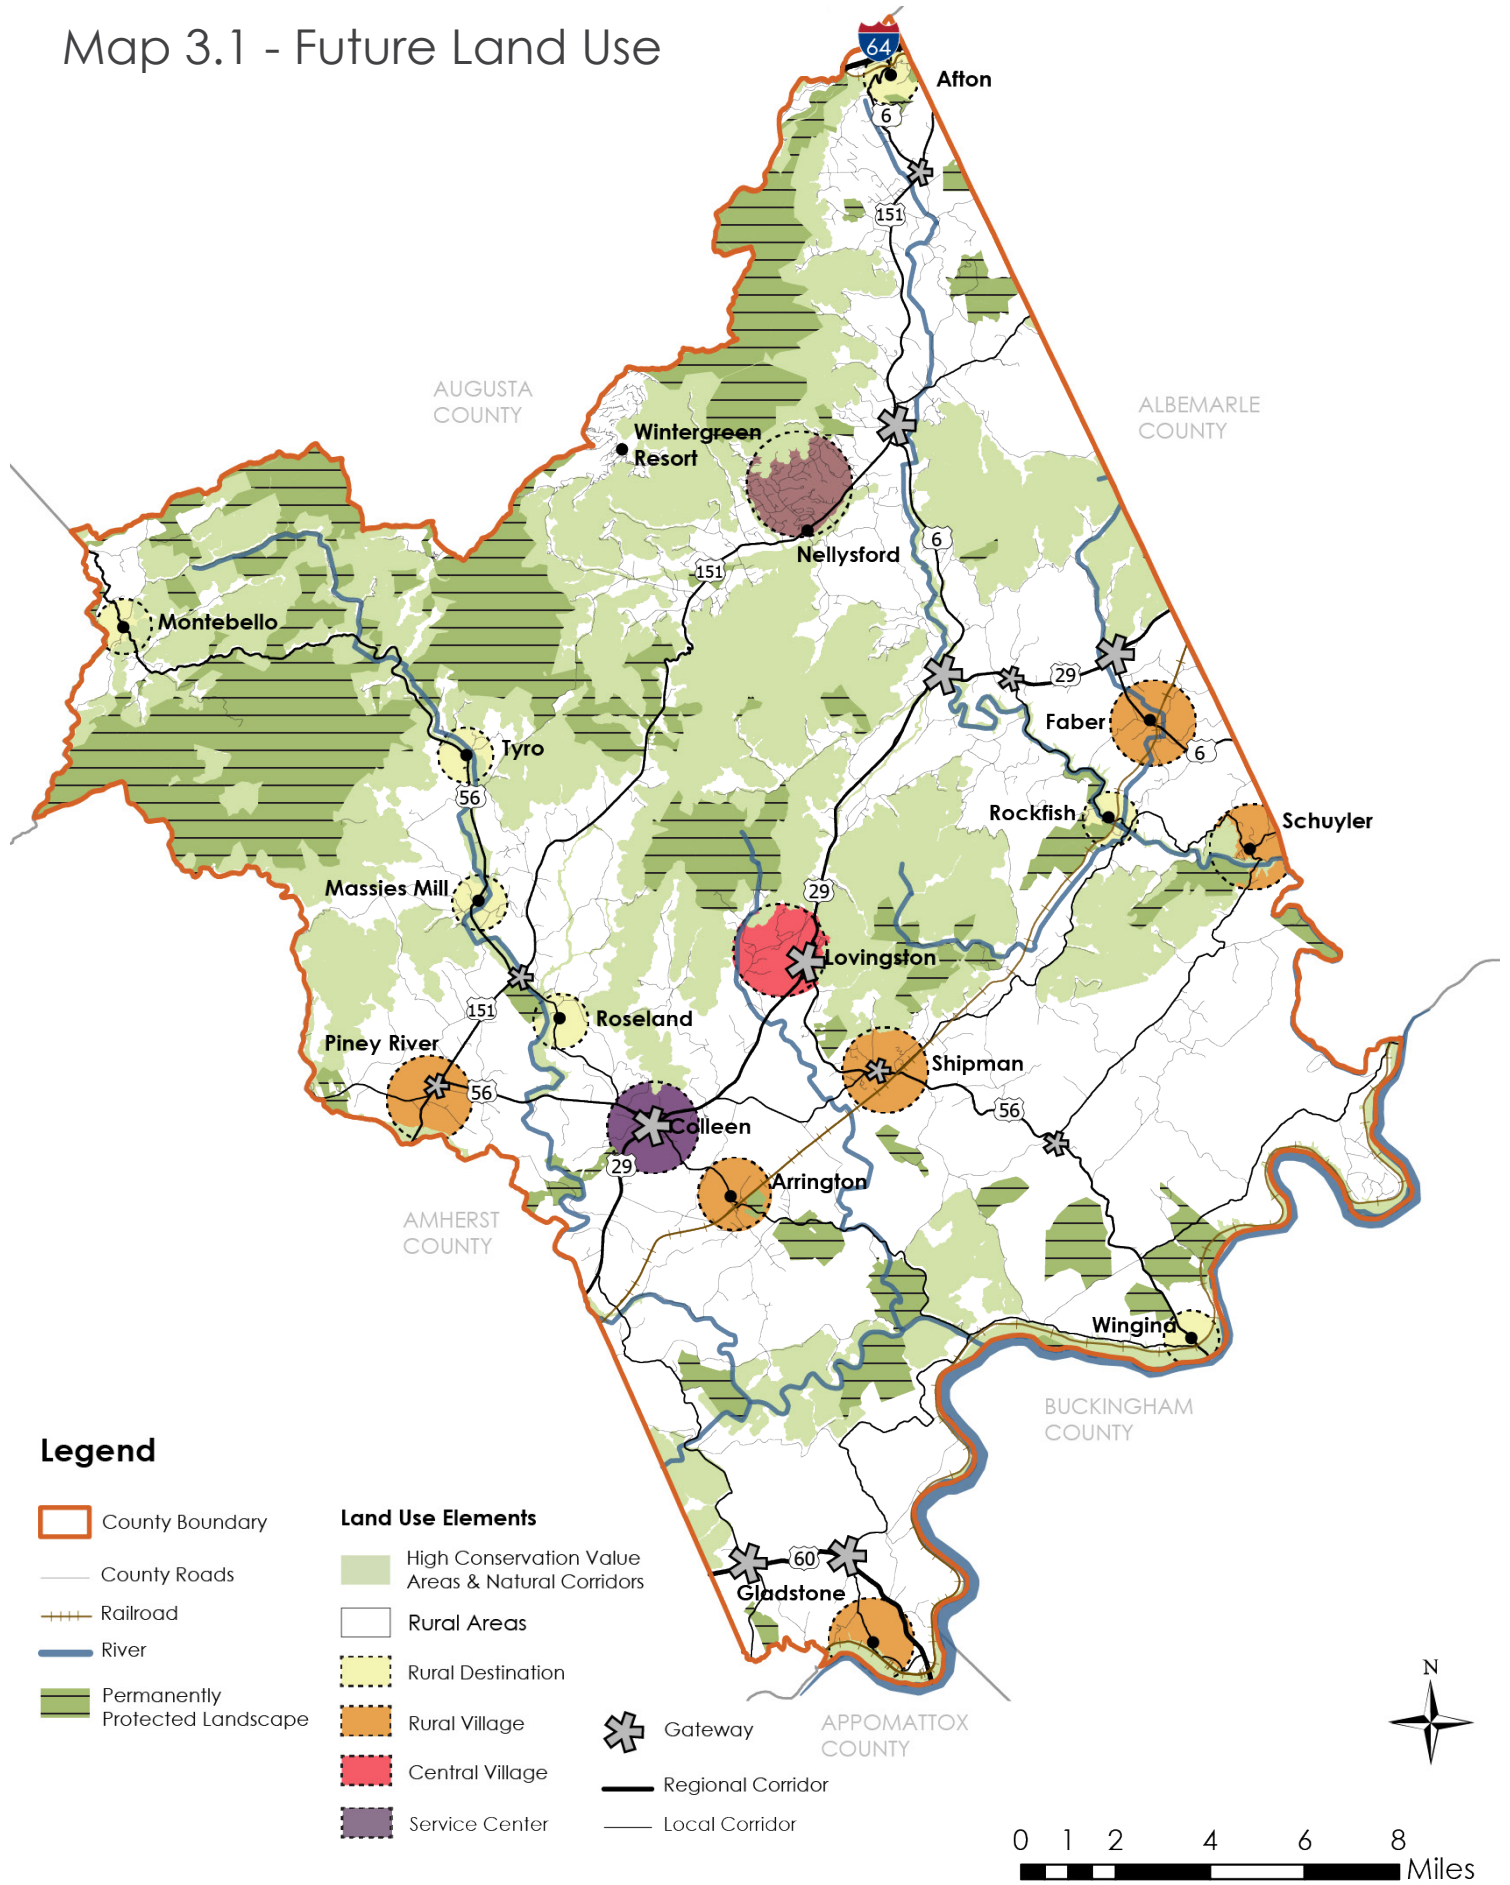 Map 3.1 - Future Land Use
64
Afton
6
151
AUGUSTA
COUNTY
ALBEMARLE
COUNTY
Wintergreen
Resort
Nellysford
6
151
Montebello
29
Faber
6
Tyro
56
Rockfish
Schuyler
Massies Mill
29
Lovingston
151
Roseland
Piney River
Shipman
56
56
Colleen
29
Arrington
AMHERST
COUNTY
Wingina
BUCKINGHAM
COUNTY
60
Gladstone
APPOMATTOX
COUNTY
Legend
County Boundary
County Roads
Railroad
River
Permanently
Protected Landscape
Land Use Elements
High Conservation Value
Areas & Natural Corridors
Rural Areas
Rural Destination
Rural Village
Central Village
Service Center
Gateway
Regional Corridor
Local Corridor
N
0 1 2 4 6 8
Miles